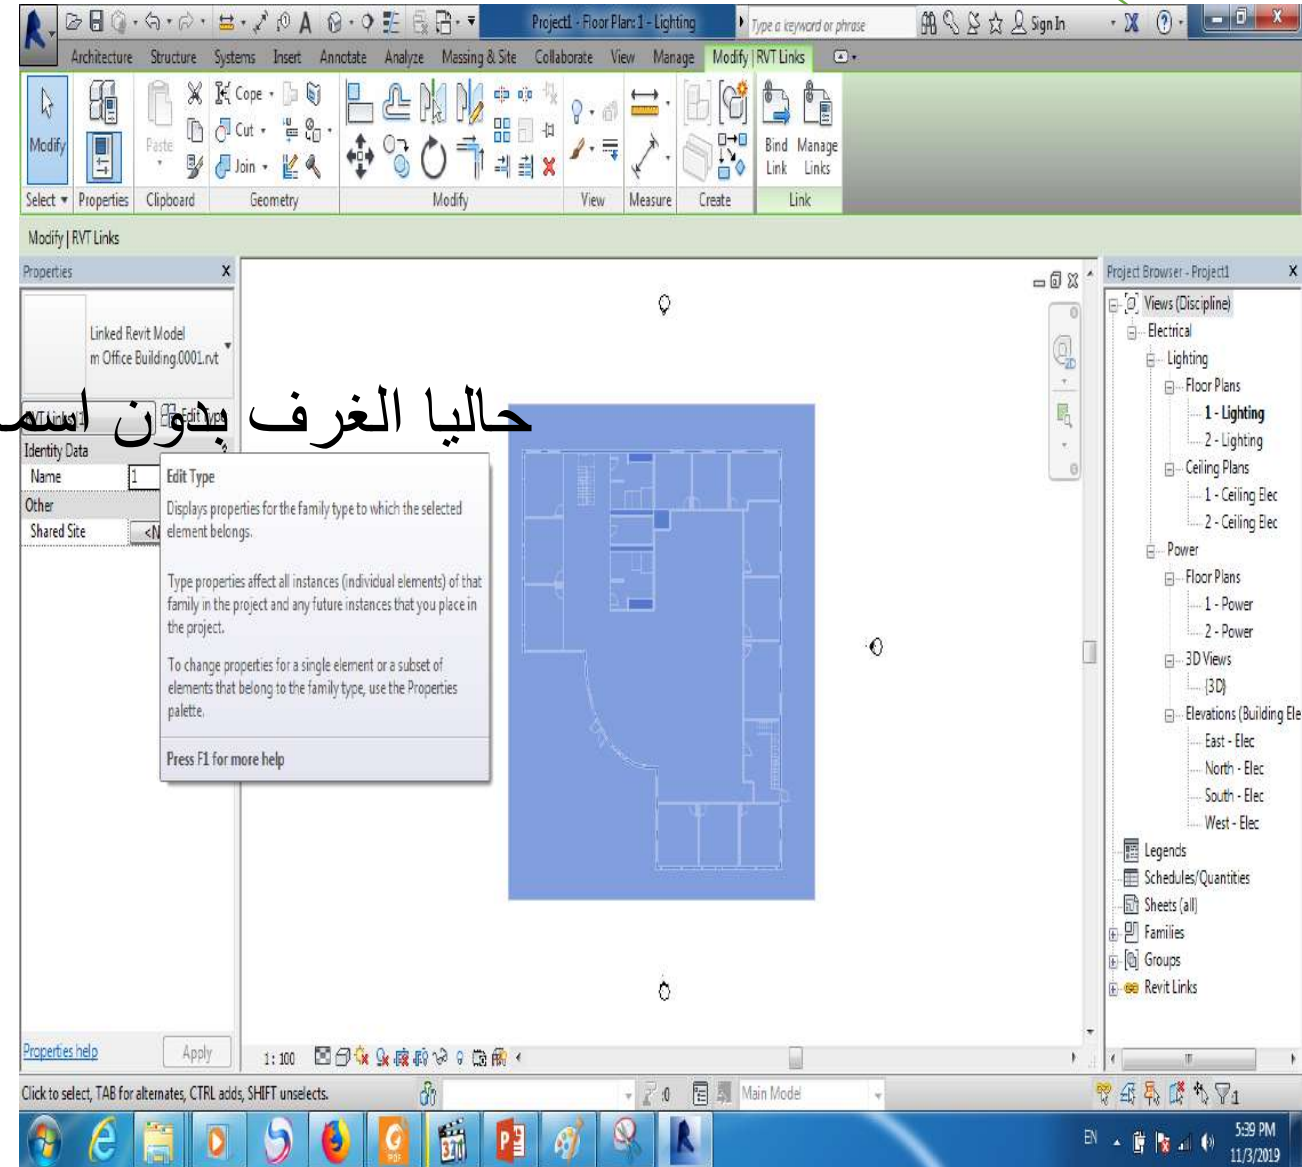 Project1 - Floor Plan: 1 - Lighting
Type a keyword or phrase
Sign In
Architecture Structure Systems Insert Annotate Analyze Massing & Site Collaborate View Manage Modify | RVT Links
Modify
Paste
Cope
Cut
Join
Bind Link
Manage Links
Select Properties Clipboard Geometry Modify View Measure Create Link
Modify | RVT Links
Properties X
Linked Revit Model
m Office Building.0001.rvt
حاليا الغرف بدون
Edit Type
Identity Data
Name 1
Other
Shared Site <N
Edit Type
Displays properties for the family type to which the selected
element belongs.
Type properties affect all instances (individual elements) of that
family in the project and any future instances that you place in
the project.
To change properties for a single element or a subset of
elements that belong to the family type, use the Properties
palette.
Press F1 for more help
Properties help Apply
2D
Project Browser - Project1 X
Views (Discipline)
Electrical
Lighting
Floor Plans
1 - Lighting
2 - Lighting
Ceiling Plans
1 - Ceiling Elec
2 - Ceiling Elec
Power
Floor Plans
1 - Power
2 - Power
3D Views
{3D}
Elevations (Building Ele
East - Elec
North - Elec
South - Elec
West - Elec
Legends
Schedules/Quantities
Sheets (all)
Families
Groups
Revit Links
1 : 100
Click to select, TAB for alternates, CTRL adds, SHIFT unselects.
:0
Main Model
:1
EN
5:39 PM
11/3/2019